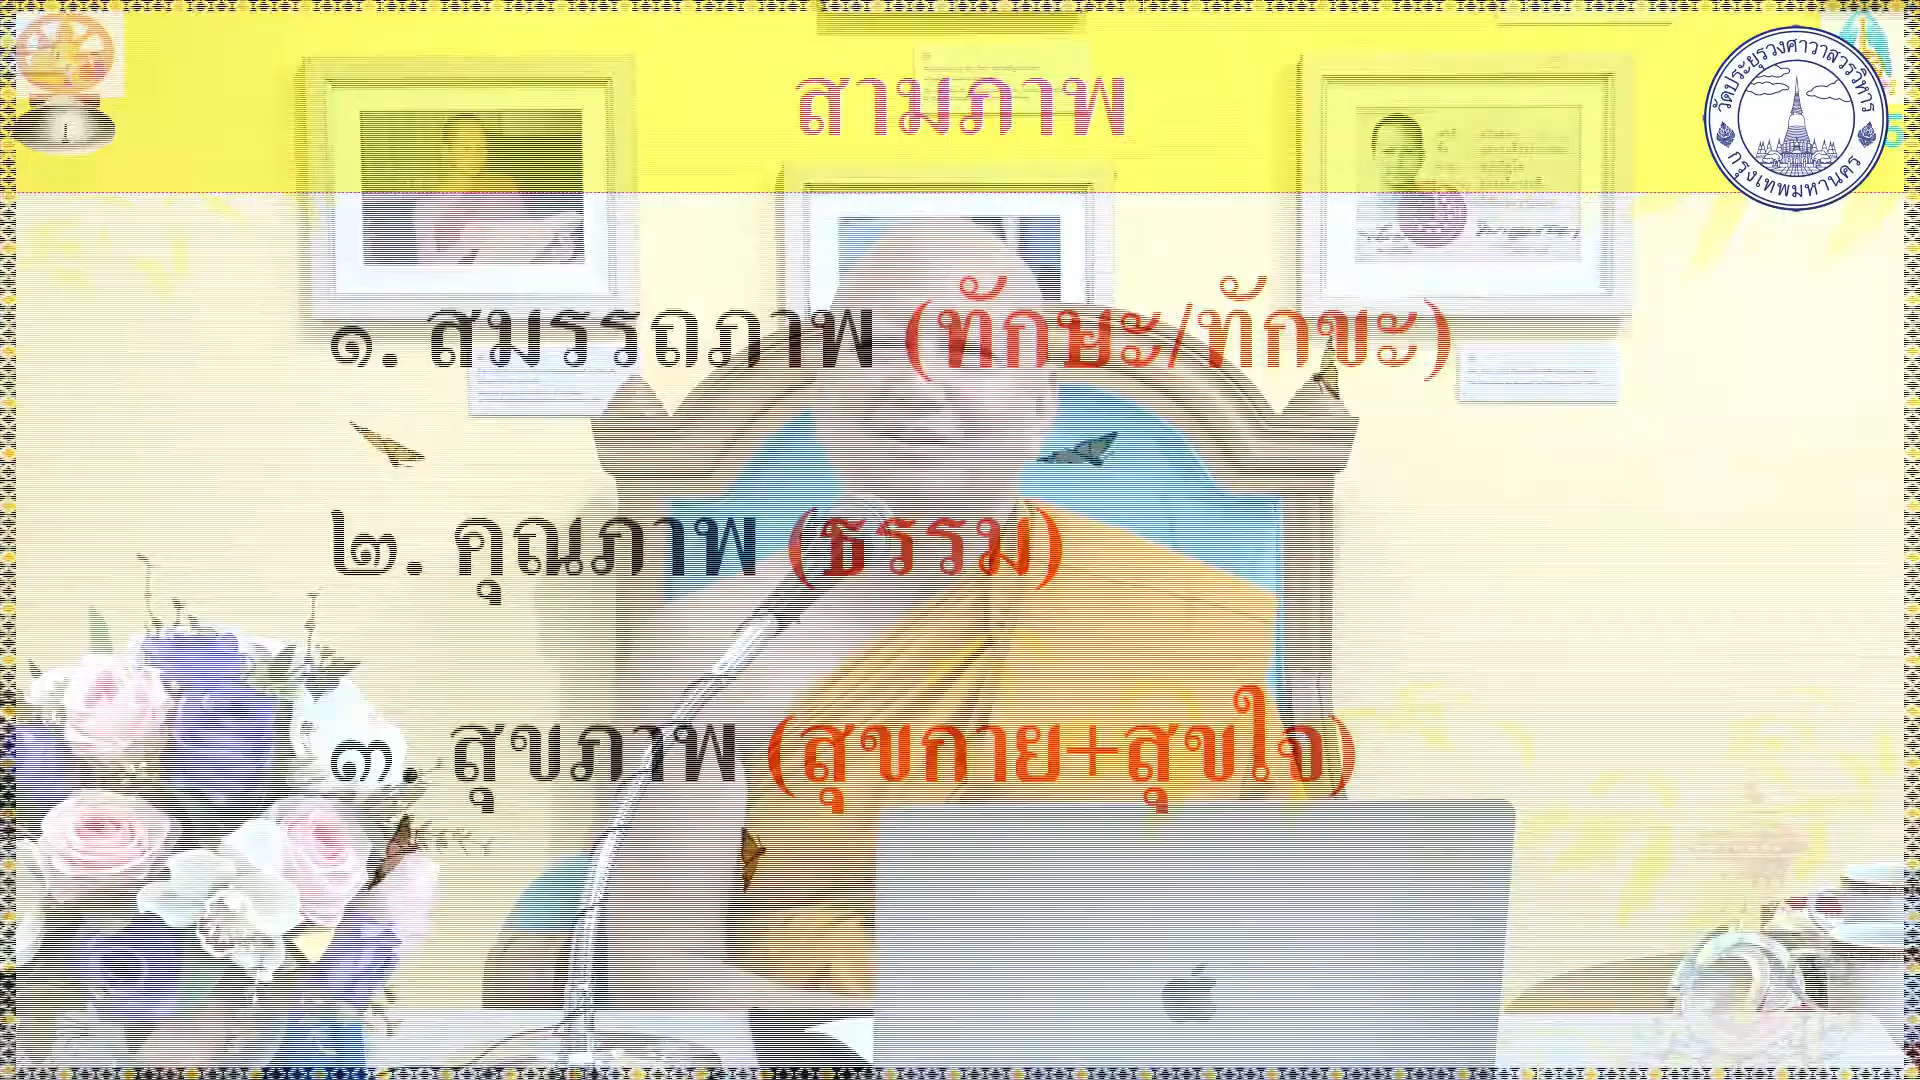 สามภาพ
วัดประยุรวงศาวาสวรวิหาร
กรุงเทพมหานคร
๑. สมรรถภาพ (ทักษะ/ทักขะ)
๒. คุณภาพ (ธรรม)
๓. สุขภาพ (สุขกาย+สุขใจ)